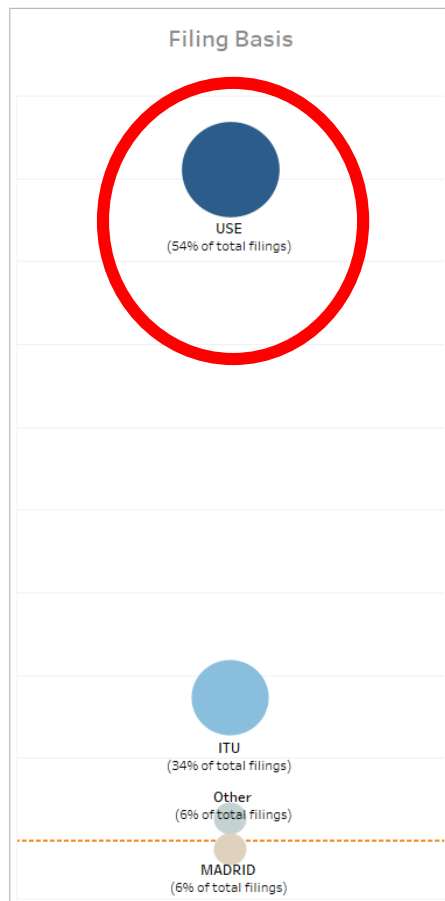 Filing Basis
USE
(54% of total filings)
ITU
(34% of total filings)
Other
(6% of total filings)
MADRID
(6% of total filings)